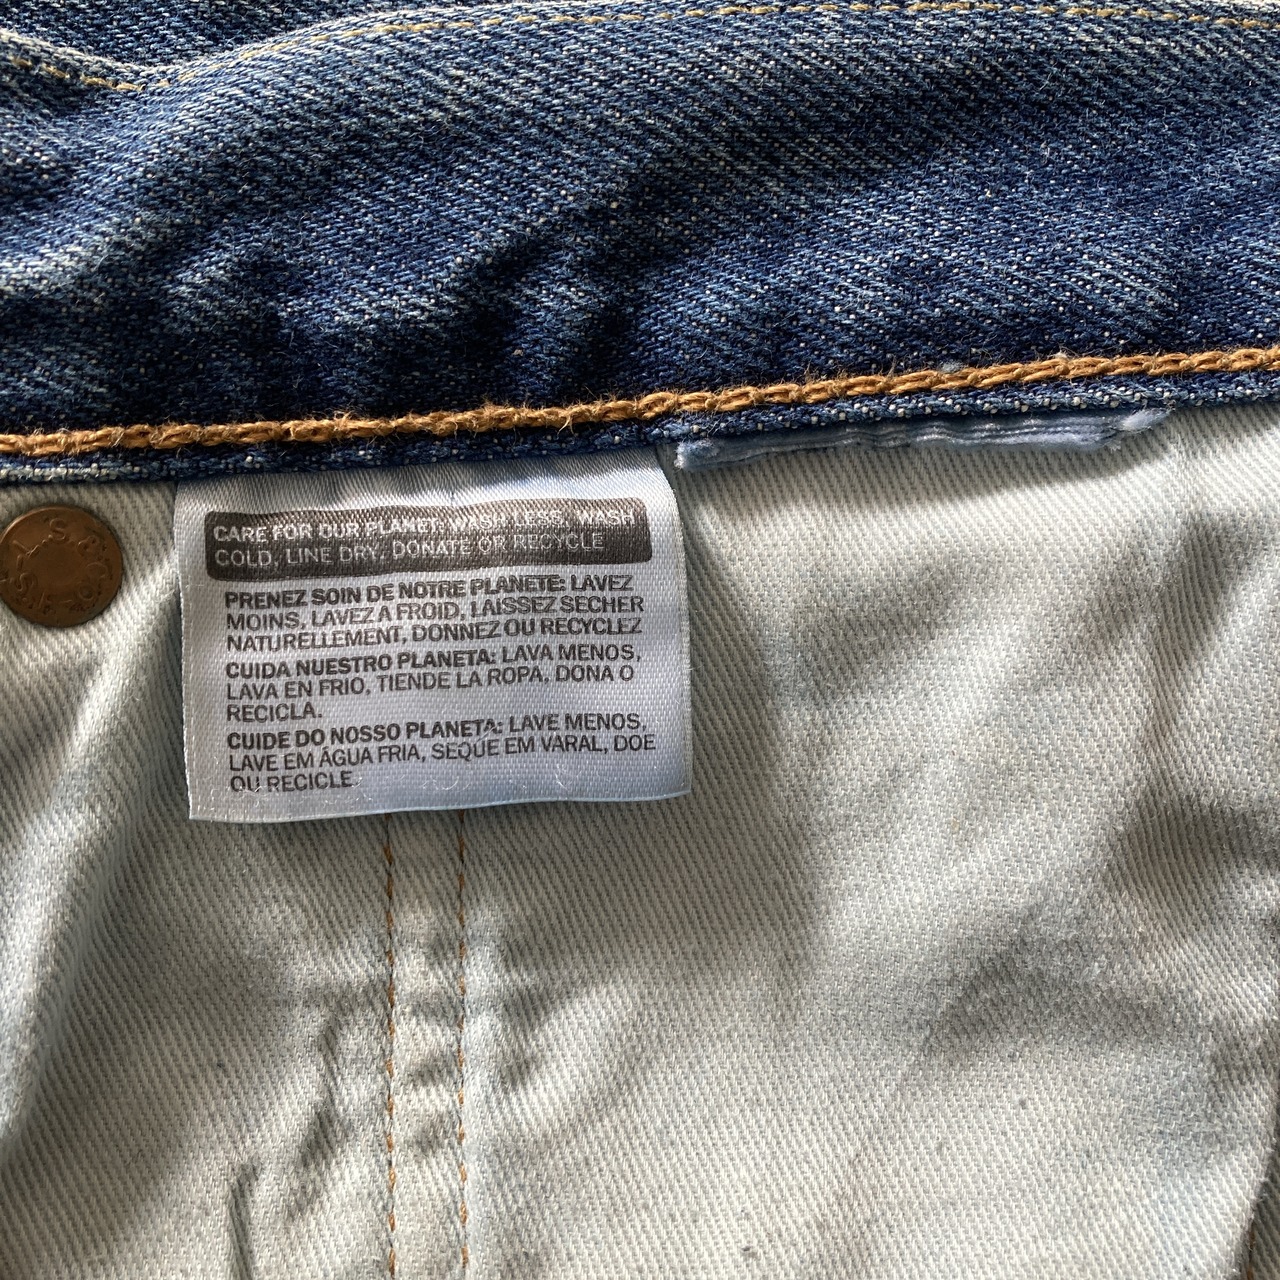 CARE FOR OUR PLANET: WASH LESS, WASH
COLD, LINE DRY, DONATE OR RECYCLE
PRENEZ SOIN DE NOTRE PLANETE: LAVEZ
MOINS, LAVEZ A FROID, LAISSEZ SECHER
NATURELLEMENT, DONNEZ OU RECYCLEZ
CUIDA NUESTRO PLANETA: LAVA MENOS,
LAVA EN FRIO, TIENDE LA ROPA, DONA O
RECICLA.
CUIDE DO NOSSO PLANETA: LAVE MENOS,
LAVE EM ÁGUA FRIA, SEQUE EM VARAL, DOE
OU RECICLE.